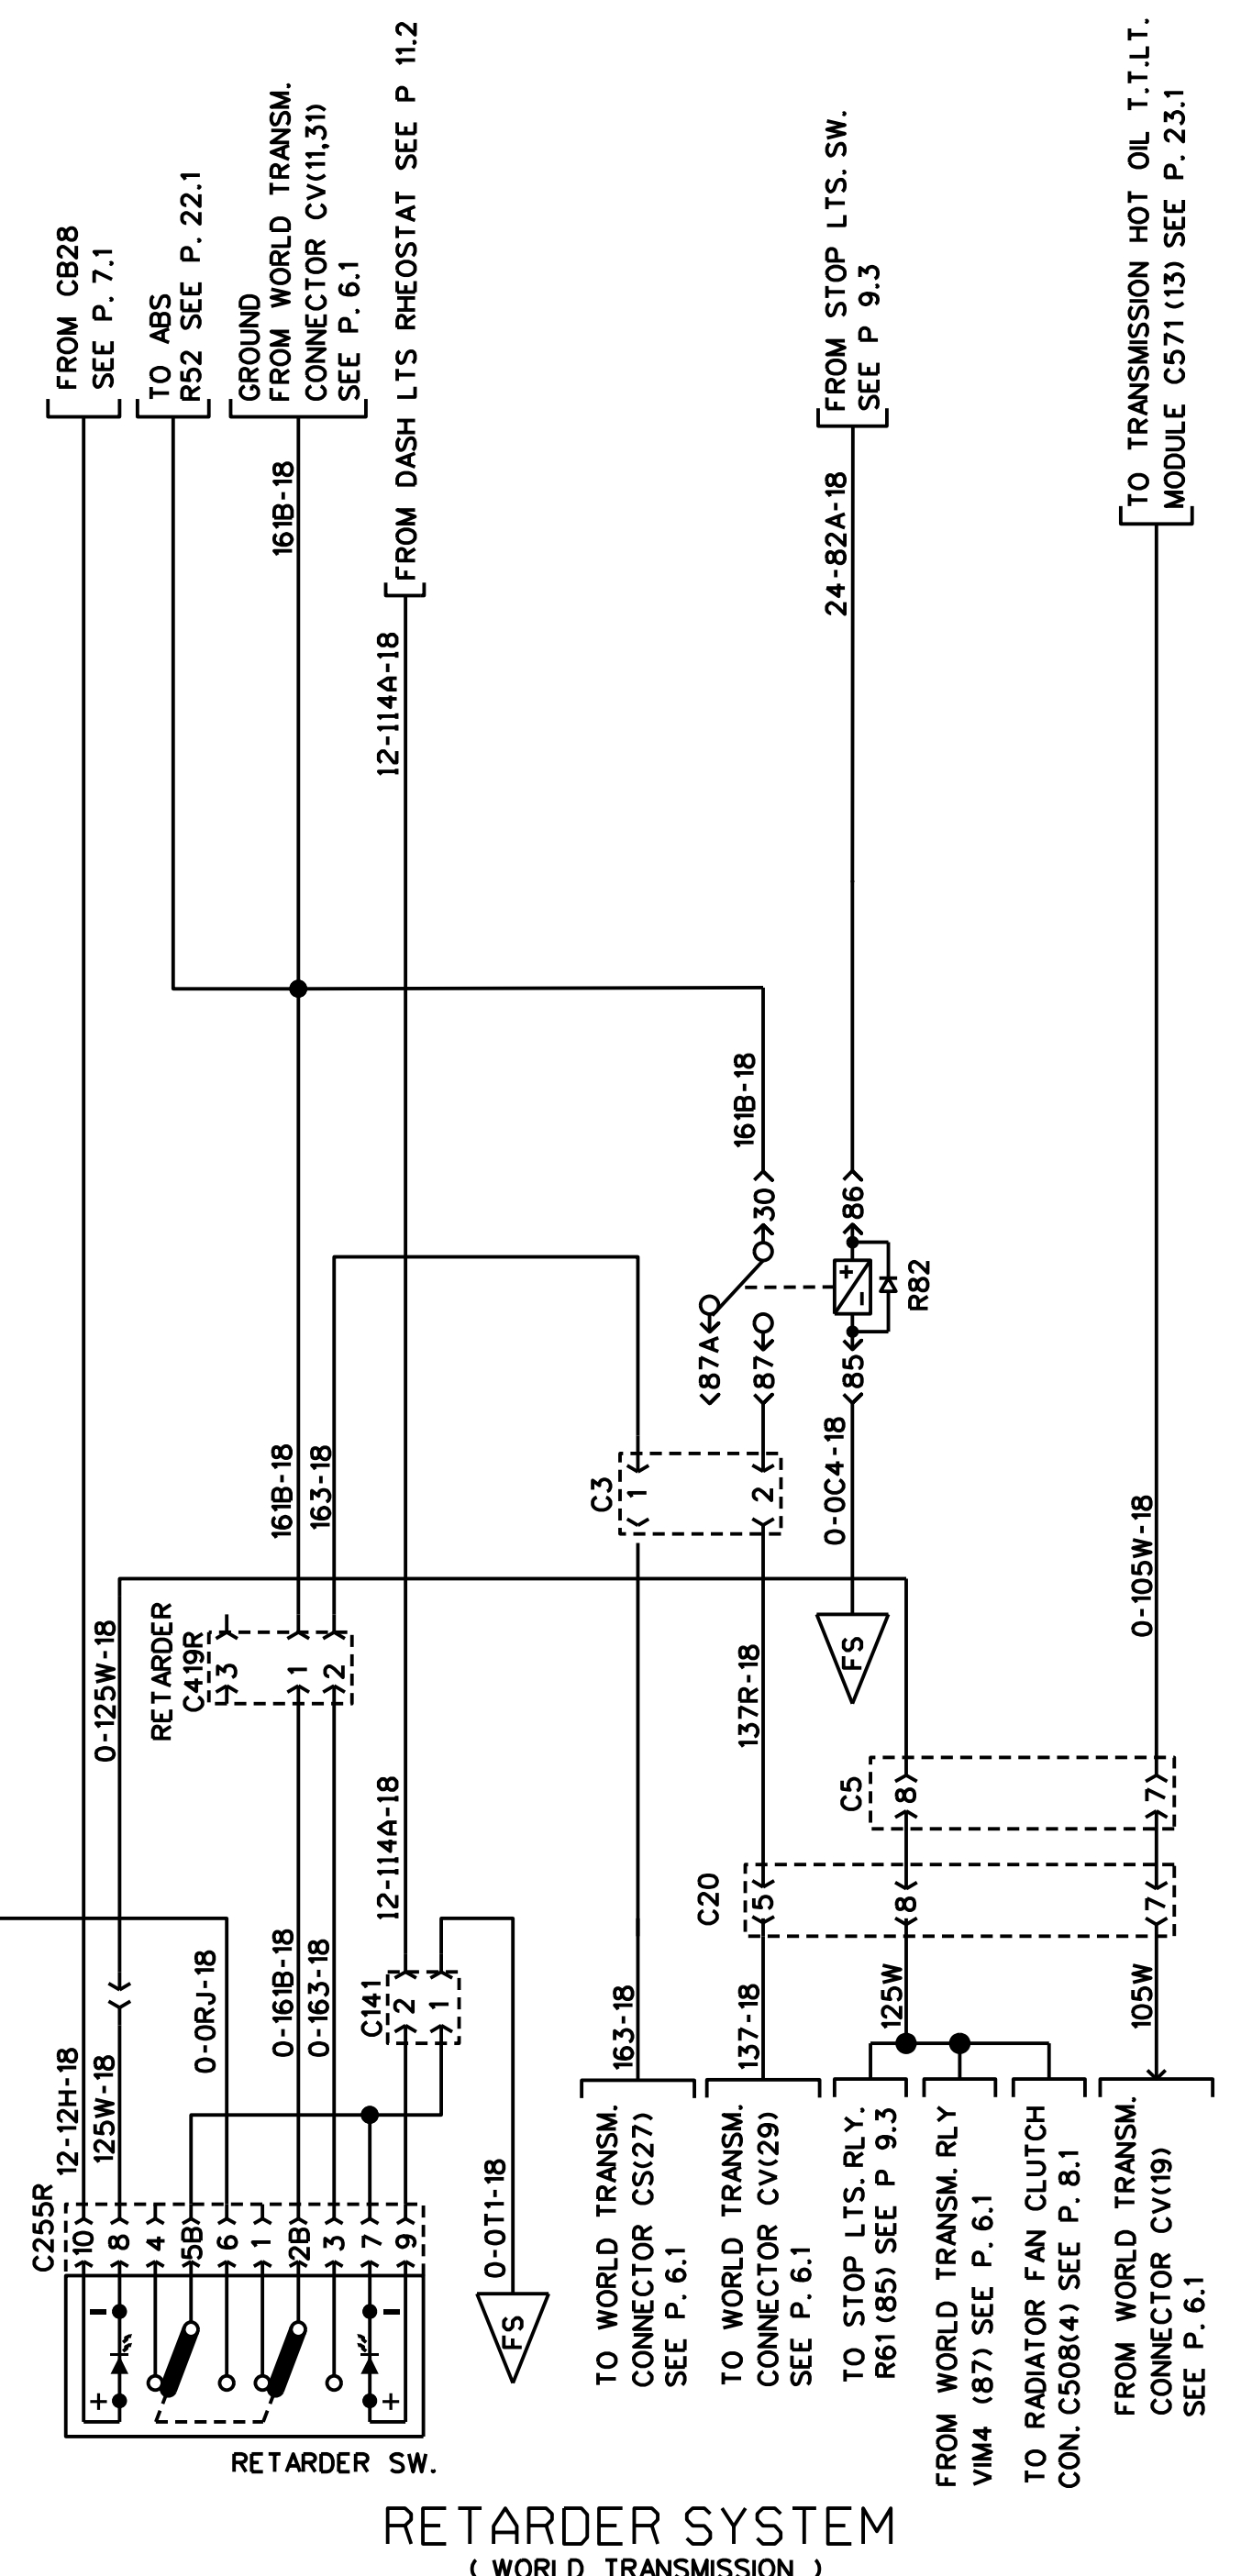 FROM CB28
SEE P. 7.1
TO ABS
R52 SEE P. 22.1
GROUND
FROM WORLD TRANSM.
CONNECTOR CV(11,31)
SEE P. 6.1
FROM DASH LTS RHEOSTAT SEE P 11.2
FROM STOP LTS. SW.
SEE P 9.3
TO TRANSMISSION HOT OIL T.T.LT.
MODULE C571(13) SEE P. 23.1
161B-18
12-114A-18
24-82A-18
161B-18
30
86
87A
87
85
R82
161B-18
163-18
C3
1
2
0-0C4-18
0-105W-18
0-125W-18
RETARDER
C419R
3
1
2
137R-18
FS
12-114A-18
C5
8
7
C20
5
8
7
0-0RJ-18
0-161B-18
0-163-18
C141
2
1
163-18
137-18
125W
105W
12-12H-18
125W-18
C255R
10
8
4
5B
6
1
2B
3
7
9
0-0T1-18
FS
+
-
+
-
RETARDER SW.
TO WORLD TRANSM.
CONNECTOR CS(27)
SEE P. 6.1
TO WORLD TRANSM.
CONNECTOR CV(29)
SEE P. 6.1
TO STOP LTS. RLY.
R61(85) SEE P 9.3
FROM WORLD TRANSM. RLY
VIM4 (87) SEE P. 6.1
TO RADIATOR FAN CLUTCH
CON. C508(4) SEE P. 8.1
FROM WORLD TRANSM.
CONNECTOR CV(19)
SEE P. 6.1
RETARDER SYSTEM
( WORLD TRANSMISSION )